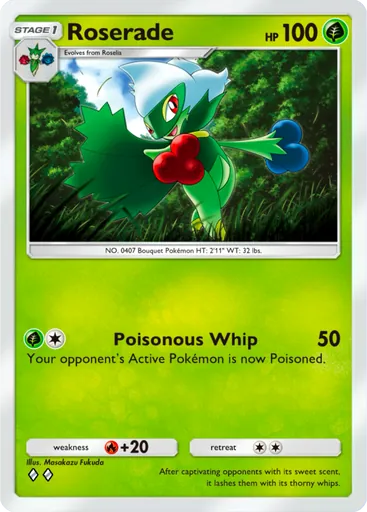 STAGE 1
Roserade
HP 100
Evolves from Roselia
NO. 0407 Bouquet Pokémon HT: 2'11" WT: 32 lbs.
Poisonous Whip 50
Your opponent's Active Pokémon is now Poisoned.
weakness +20 retreat
Illus. Masakazu Fukuda
After captivating opponents with its sweet scent,
it lashes them with its thorny whips.